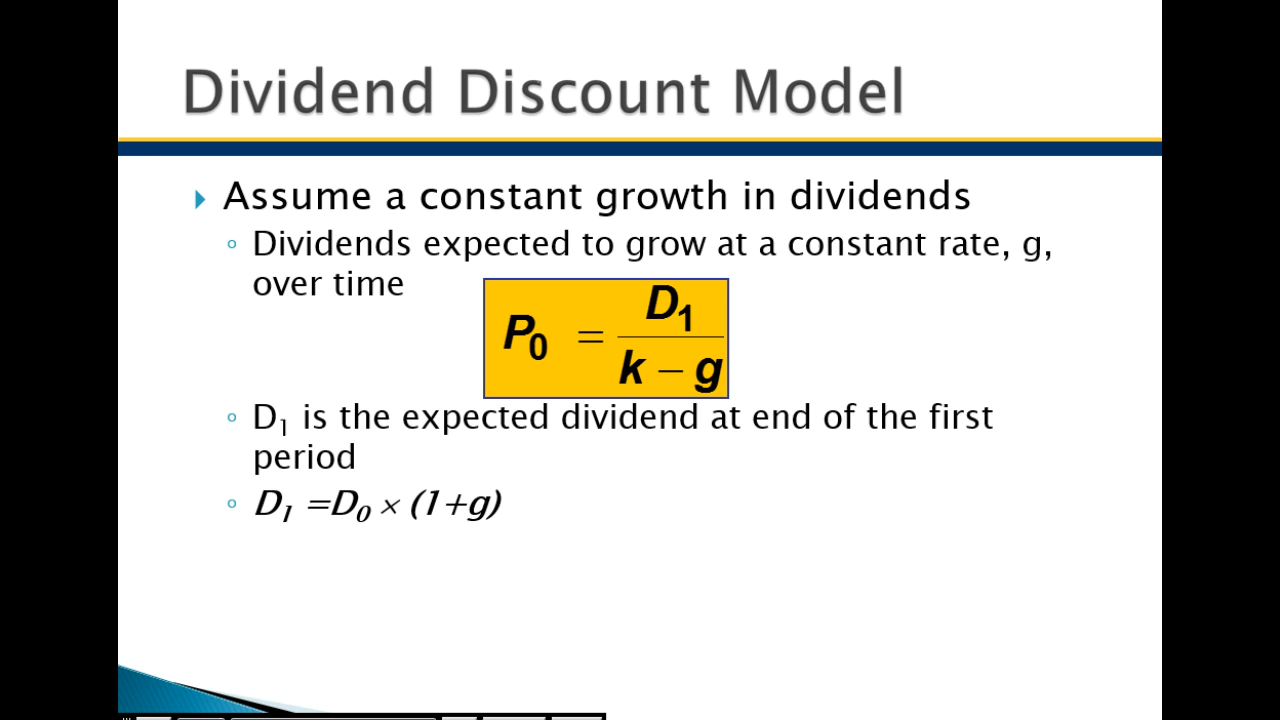 Dividend Discount Model
Assume a constant growth in dividends
Dividends expected to grow at a constant rate, g,
over time
P₀ = D₁ / k – g
D₁ is the expected dividend at end of the first
period
D₁ =D₀ × (1+g)